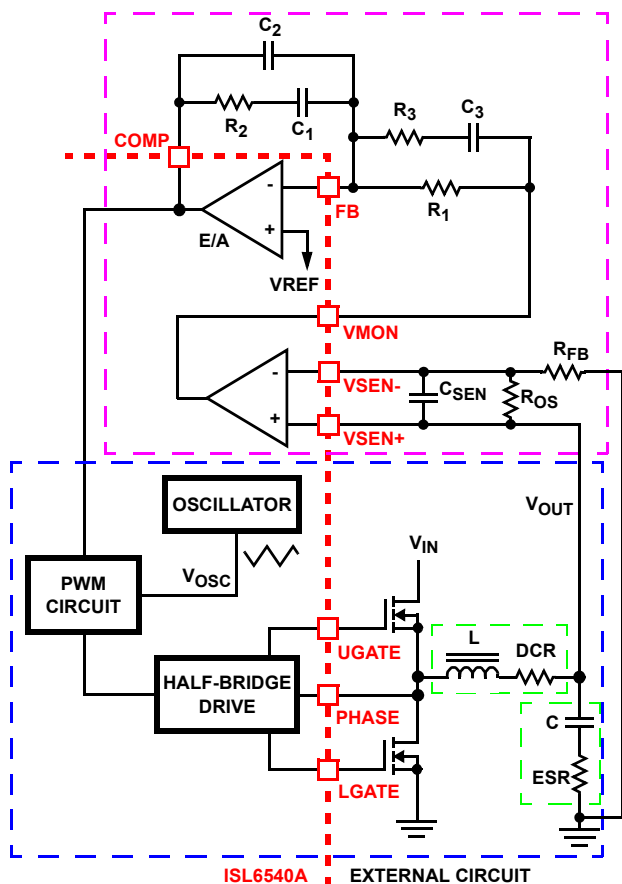 C2
R2
C1
R3
C3
COMP
R1
-
+
E/A
FB
VREF
VMON
RFB
-
VSEN-
CSEN
ROS
+
VSEN+
OSCILLATOR
VOUT
VIN
PWM
CIRCUIT
VOSC
UGATE
L
DCR
HALF-BRIDGE
DRIVE
PHASE
C
LGATE
ESR
ISL6540A
EXTERNAL CIRCUIT